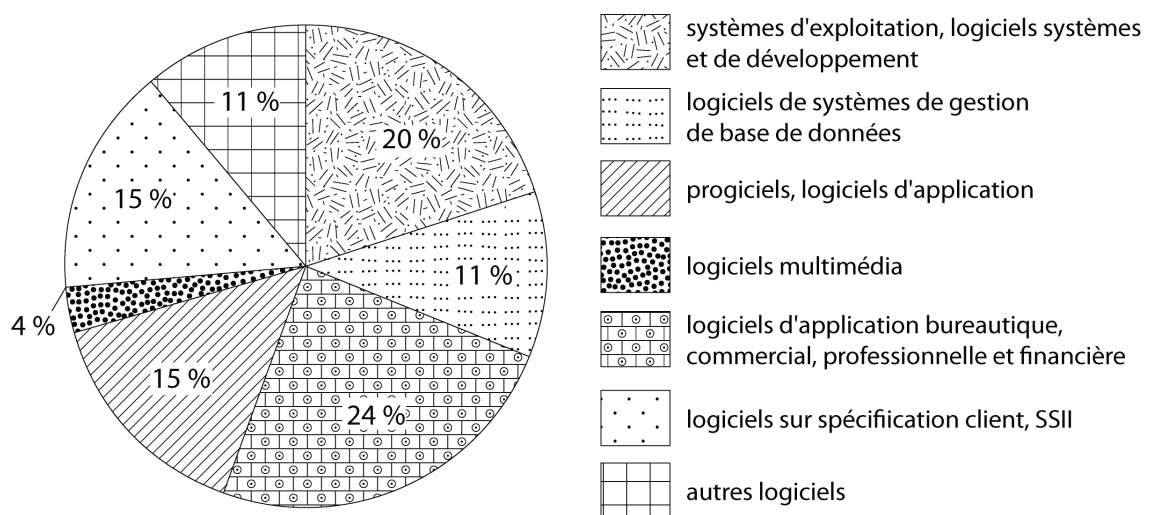 11 %
20 %
15 %
11 %
4 %
15 %
24 %
systèmes d'exploitation, logiciels systèmes
et de développement
logiciels de systèmes de gestion
de base de données
progiciels, logiciels d'application
logiciels multimédia
logiciels d'application bureautique,
commercial, professionnelle et financière
logiciels sur spécifiication client, SSII
autres logiciels